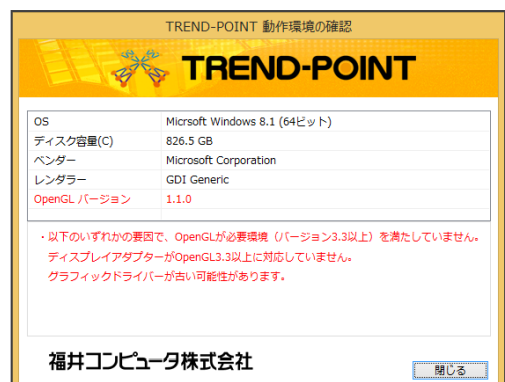 TREND-POINT 動作環境の確認
TREND-POINT
OS Micrsoft Windows 8.1 (64ビット)
ディスク容量(C) 826.5 GB
ベンダー Microsoft Corporation
レンダラー GDI Generic
OpenGL バージョン 1.1.0
・以下のいずれかの要因で、OpenGLが必要環境（バージョン3.3以上）を満たしていません。
ディスプレイアダプターがOpenGL3.3以上に対応していません。
グラフィックドライバーが古い可能性があります。
福井コンピュータ株式会社
閉じる